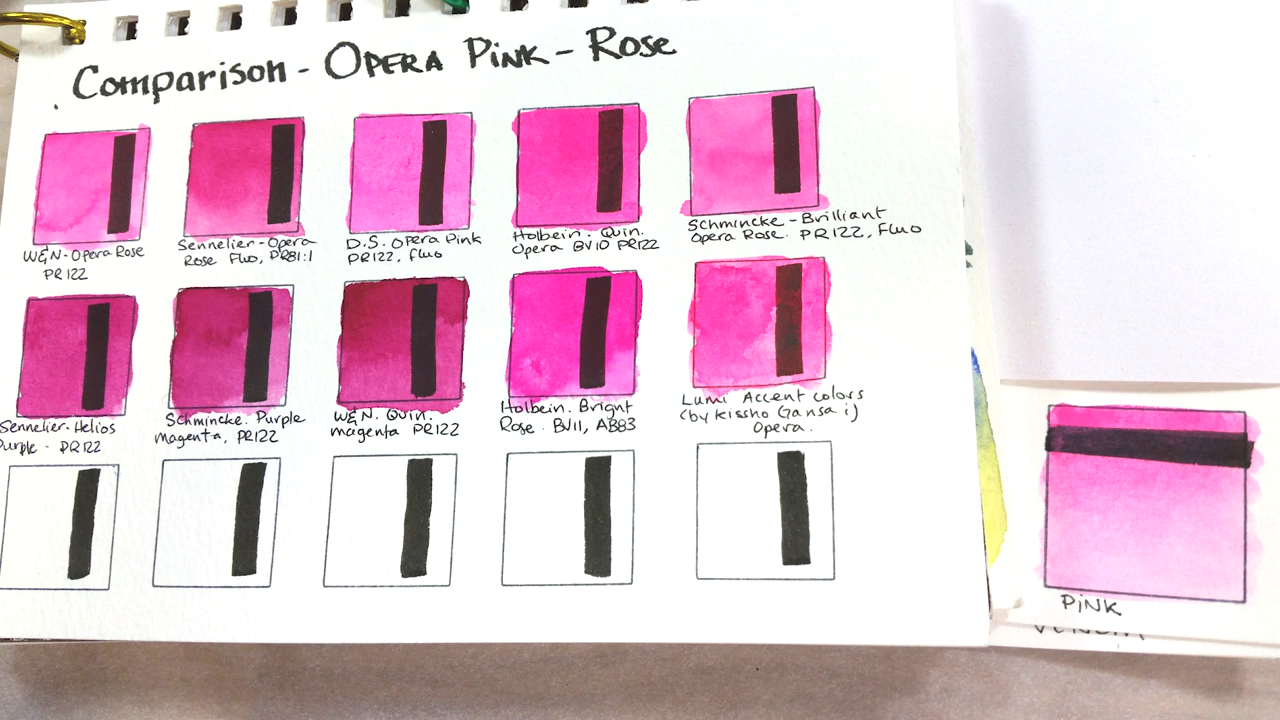 Comparison - Opera Pink - Rose
W&N - Opera Rose
PR122
Sennelier - Opera
Rose Fluo, PR81:1
D.S. Opera Pink
PR122, fluo
Holbein. Quin.
Opera BV10 PR122
Schmincke - Brilliant
Opera Rose. PR122, Fluo
Sennelier. Helios
Purple - PR122
Schmincke. Purple
Magenta, PR122
W&N. Quin.
magenta PR122
Holbein. Bright
Rose. BV11, AB83
Lumi Accent colors
(by Kissho Gansai)
Opera.
Pink